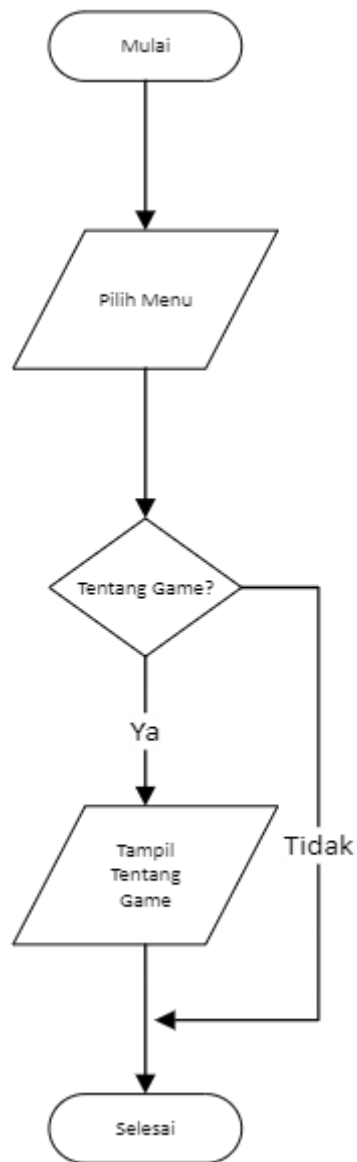 Mulai
Pilih Menu
Tentang Game?
Ya
Tidak
Tampil
Tentang
Game
Selesai